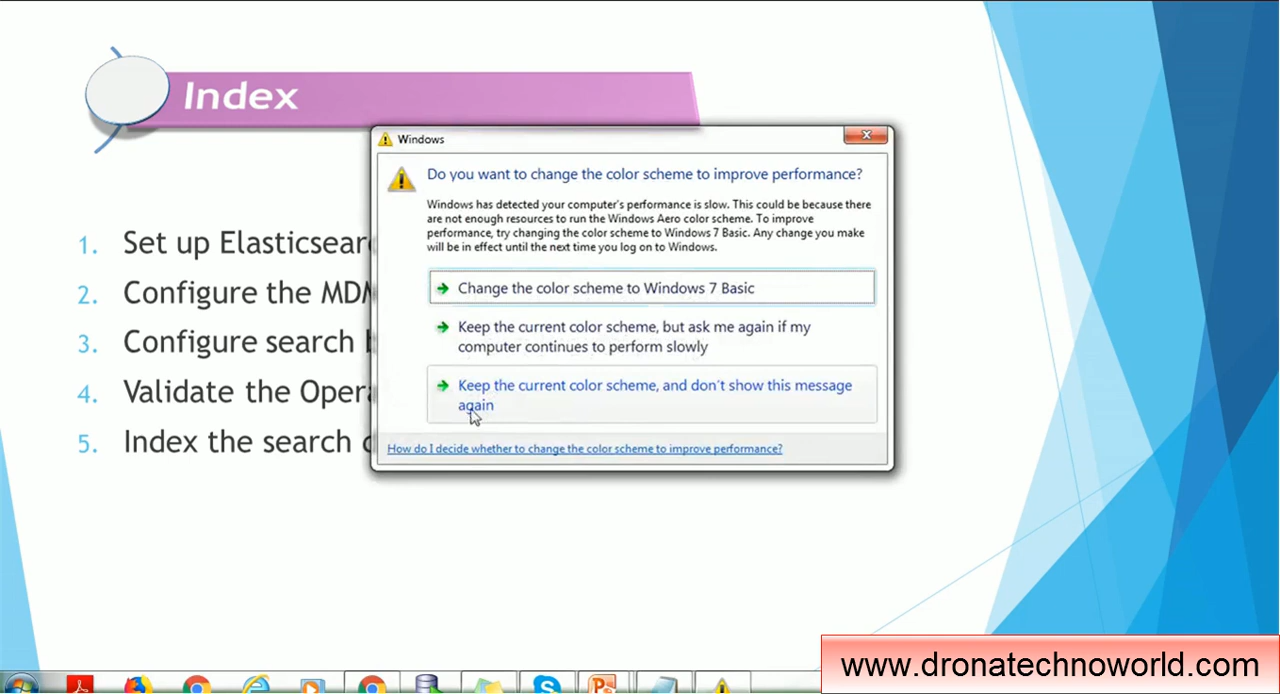 Index
Windows
Do you want to change the color scheme to improve performance?
Windows has detected your computer's performance is slow. This could be because there
are not enough resources to run the Windows Aero color scheme. To improve
performance, try changing the color scheme to Windows 7 Basic. Any change you make
will be in effect until the next time you log on to Windows.
Change the color scheme to Windows 7 Basic
Keep the current color scheme, but ask me again if my
computer continues to perform slowly
Keep the current color scheme, and don't show this message
again
How do I decide whether to change the color scheme to improve performance?
1. Set up Elasticsear
2. Configure the MDM
3. Configure search
4. Validate the Opera
5. Index the search
www.dronatechnoworld.com